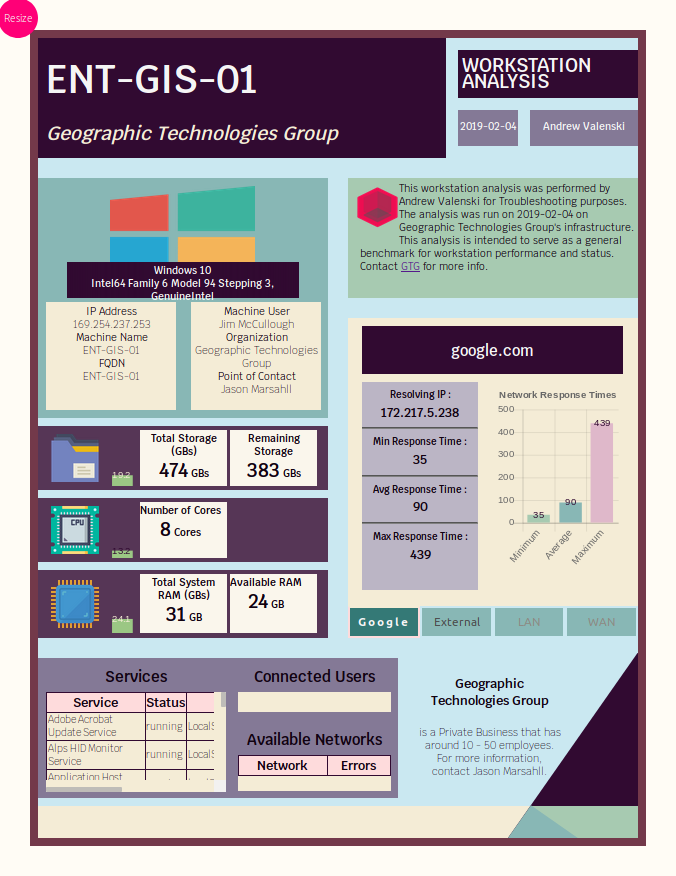 Resize
ENT-GIS-01
Geographic Technologies Group
WORKSTATION
ANALYSIS
2019-02-04
Andrew Valenski
Windows 10
Intel64 Family 6 Model 94 Stepping 3,
GenuineIntel
IP Address
169.254.237.253
Machine Name
ENT-GIS-01
FQDN
ENT-GIS-01
Machine User
Jim McCullough
Organization
Geographic Technologies
Group
Point of Contact
Jason Marsahll
This workstation analysis was performed by
Andrew Valenski for Troubleshooting purposes.
The analysis was run on 2019-02-04 on
Geographic Technologies Group's infrastructure.
This analysis is intended to serve as a general
benchmark for workstation performance and status.
Contact GTG for more info.
19.2
Total Storage
(GBs)
474 GBs
Remaining
Storage
383 GBs
CPU
13.2
Number of Cores
8 Cores
24.1
Total System
RAM (GBs)
31 GB
Available RAM
24 GB
google.com
Resolving IP :
172.217.5.238
Min Response Time :
35
Avg Response Time :
90
Max Response Time :
439
Network Response Times
500
400
300
200
100
0
35
90
439
Minimum
Average
Maximum
Google
External
LAN
WAN
Services
Service Status
Adobe Acrobat
Update Service
running
LocalS
Alps HID Monitor
Service
running
LocalS
Application Host
Connected Users
Available Networks
Network Errors
Geographic
Technologies Group
is a Private Business that has
around 10 - 50 employees.
For more information,
contact Jason Marsahll.